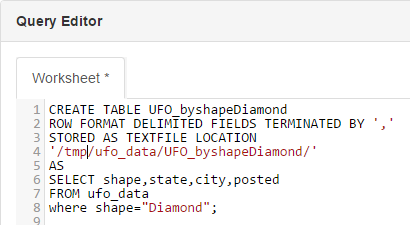 Query Editor
Worksheet *
1 CREATE TABLE UFO_byshapeDiamond
2 ROW FORMAT DELIMITED FIELDS TERMINATED BY ','
3 STORED AS TEXTFILE LOCATION
4 '/tmp/ufo_data/UFO_byshapeDiamond/'
5 AS
6 SELECT shape,state,city,posted
7 FROM ufo_data
8 where shape="Diamond";
9